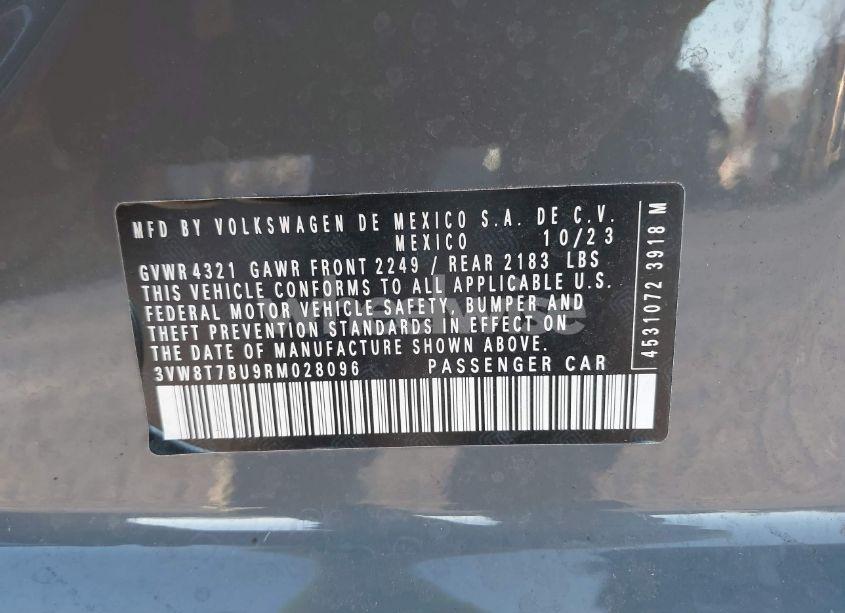 MFD BY VOLKSWAGEN DE MEXICO S.A. DE C.V.
MEXICO 10/23
GVWR 4321 GAWR FRONT 2249 / REAR 2183 LBS
THIS VEHICLE CONFORMS TO ALL APPLICABLE U.S.
FEDERAL MOTOR VEHICLE SAFETY, BUMPER AND
THEFT PREVENTION STANDARDS IN EFFECT ON
THE DATE OF MANUFACTURE SHOWN ABOVE.
3VW8T7BU9RM028096 PASSENGER CAR
4531072 3918 M